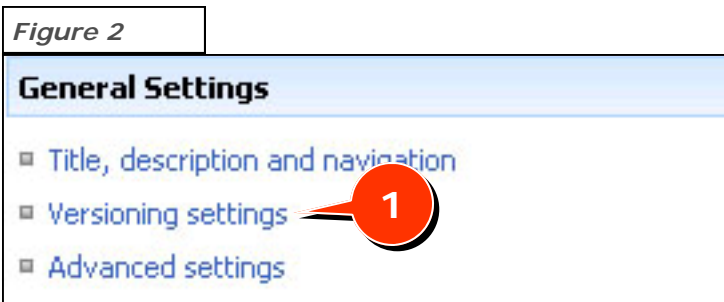 Figure 2
General Settings
Title, description and navigation
Versioning settings
1
Advanced settings